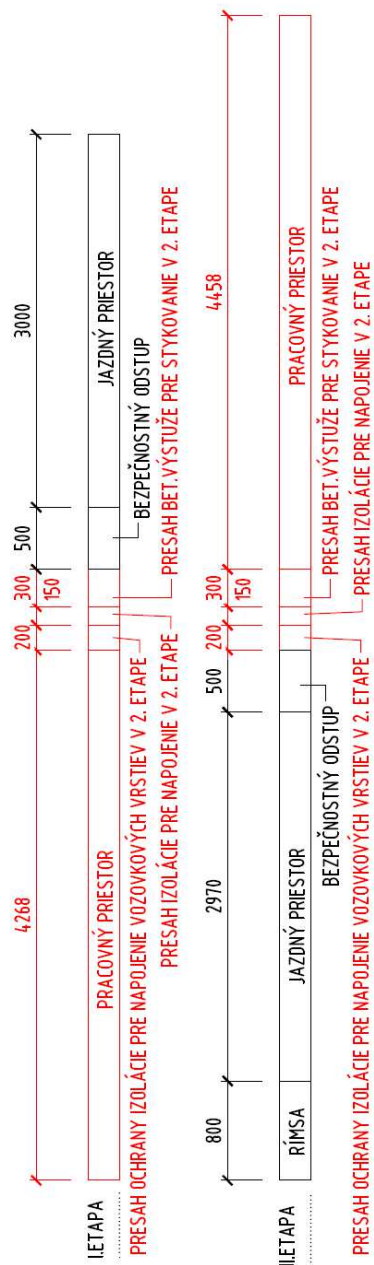 I.ETAPA
4268
200
150
300
500
3000
PRACOVNÝ PRIESTOR
JAZDNÝ PRIESTOR
BEZPEČNOSTNÝ ODSTUP
PRESAH BET.VÝSTUŽE PRE STYKOVANIE V 2. ETAPE
PRESAH IZOLÁCIE PRE NAPOJENIE V 2. ETAPE
PRESAH OCHRANY IZOLÁCIE PRE NAPOJENIE VOZOVKOVÝCH VRSTIEV V 2. ETAPE
II.ETAPA
800
2970
500
200
150
300
4458
RÍMSA
JAZDNÝ PRIESTOR
PRACOVNÝ PRIESTOR
BEZPEČNOSTNÝ ODSTUP
PRESAH BET.VÝSTUŽE PRE STYKOVANIE V 2. ETAPE
PRESAH IZOLÁCIE PRE NAPOJENIE V 2. ETAPE
PRESAH OCHRANY IZOLÁCIE PRE NAPOJENIE VOZOVKOVÝCH VRSTIEV V 2. ETAPE